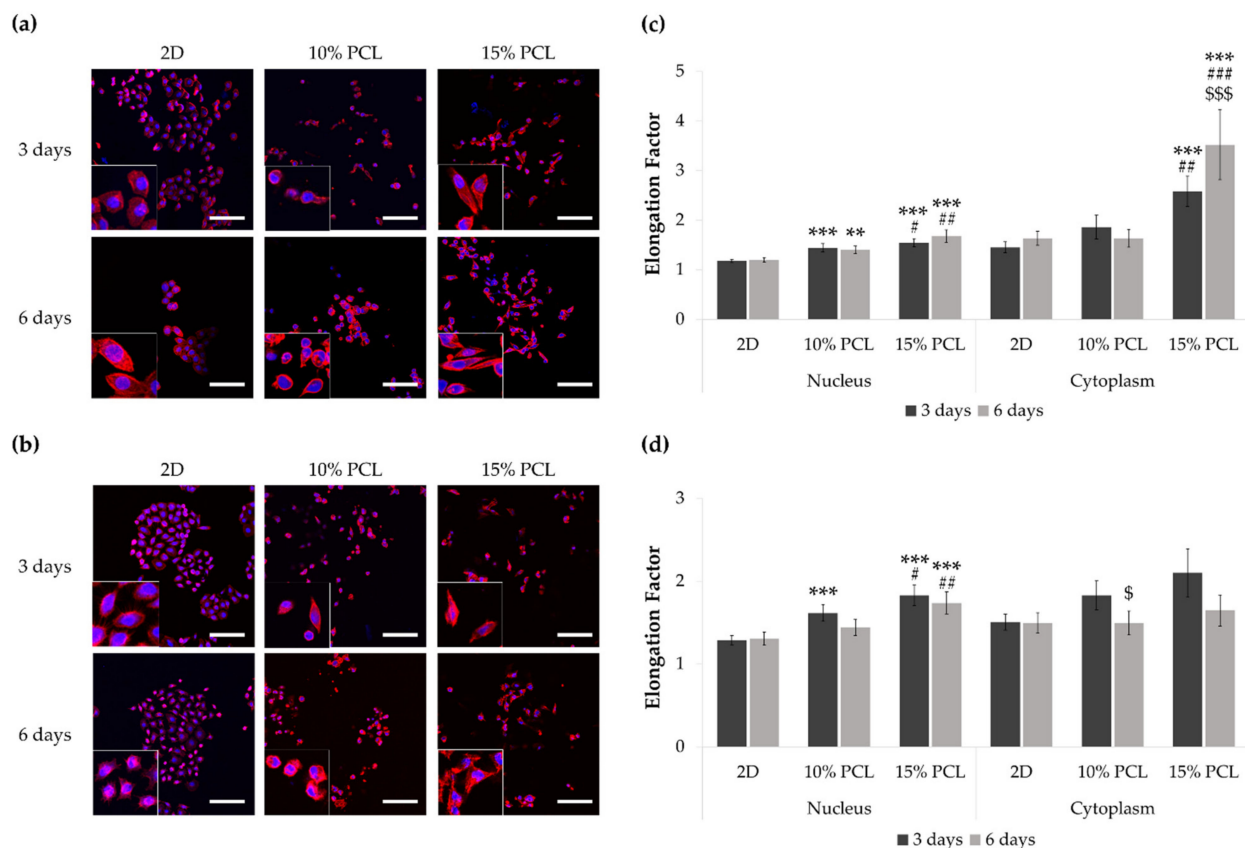 (a)
2D 10% PCL 15% PCL
3 days
6 days
(b)
2D 10% PCL 15% PCL
3 days
6 days
(c)
Elongation Factor
5
4
3
2
1
0
*** ** *** # *** ## *** ## *** ### $$$
2D 10% PCL 15% PCL 2D 10% PCL 15% PCL
Nucleus Cytoplasm
3 days 6 days
(d)
Elongation Factor
3
2
1
0
*** *** # *** ## $
2D 10% PCL 15% PCL 2D 10% PCL 15% PCL
Nucleus Cytoplasm
3 days 6 days